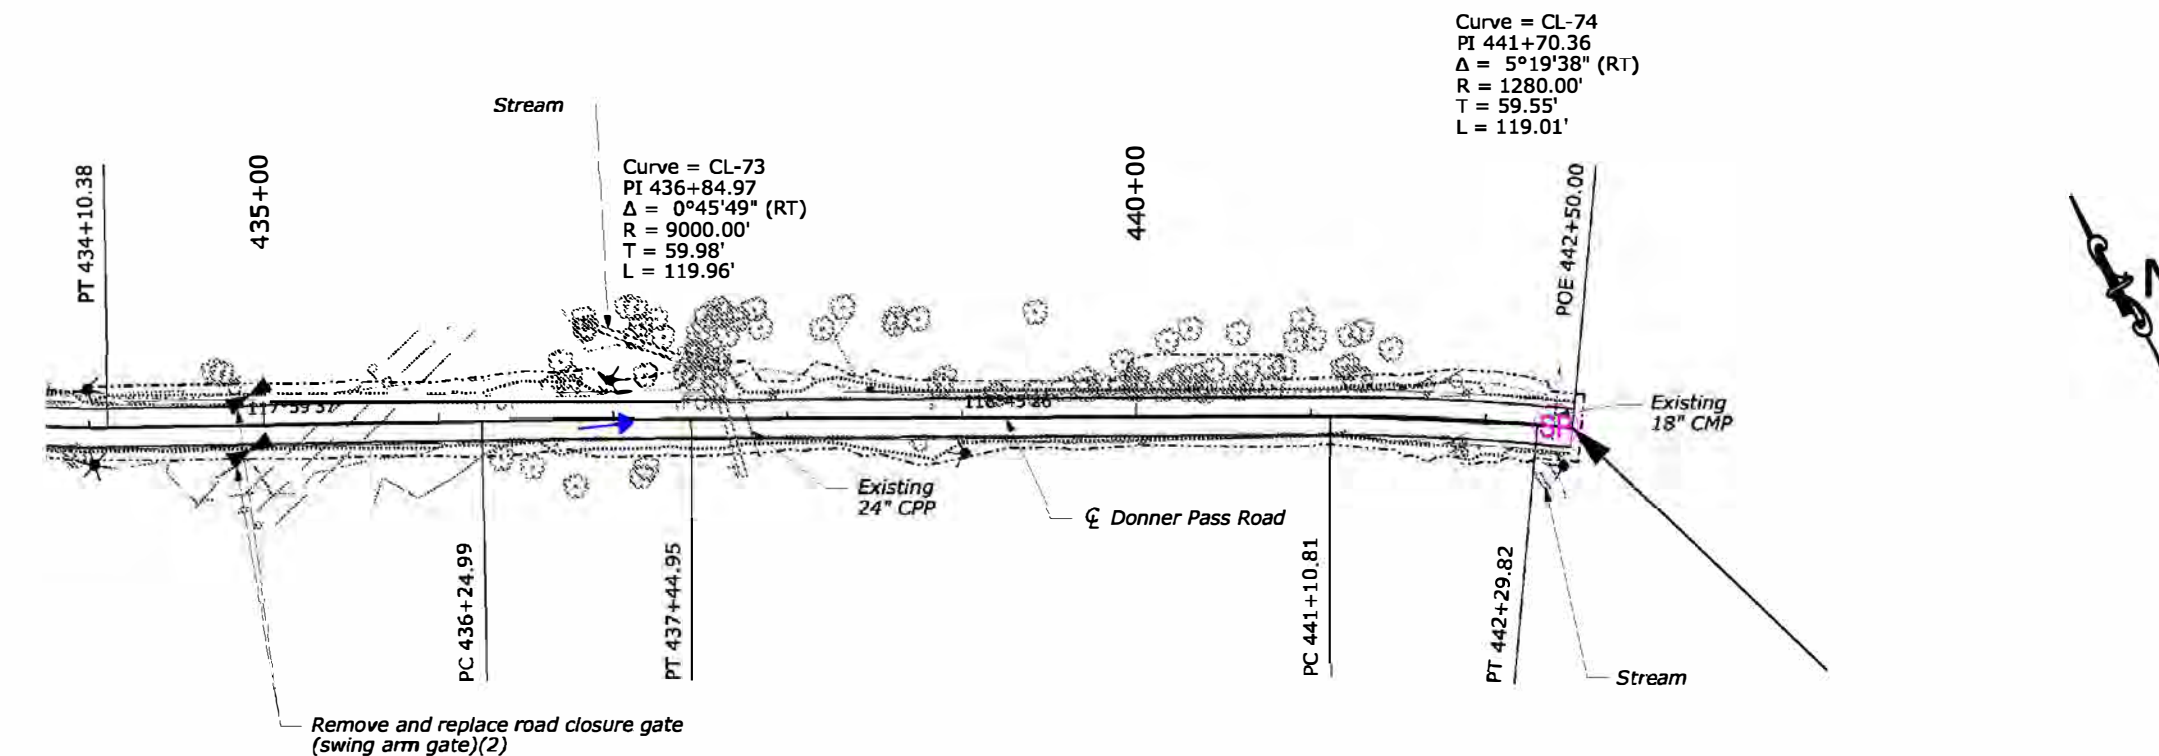 Curve = CL-74
PI 441+70.36
Δ = 5°19'38" (RT)
R = 1280.00'
T = 59.55'
L = 119.01'
Stream
Curve = CL-73
PI 436+84.97
Δ = 0°45'49" (RT)
R = 9000.00'
T = 59.98'
L = 119.96'
PT 434+10.38
435+00
440+00
POE 442+50.00
N
Existing
18" CMP
Existing
24" CPP
℄ Donner Pass Road
PC 436+24.99
PT 437+44.95
PC 441+10.81
PT 442+29.82
Stream
Remove and replace road closure gate
(swing arm gate)(2)